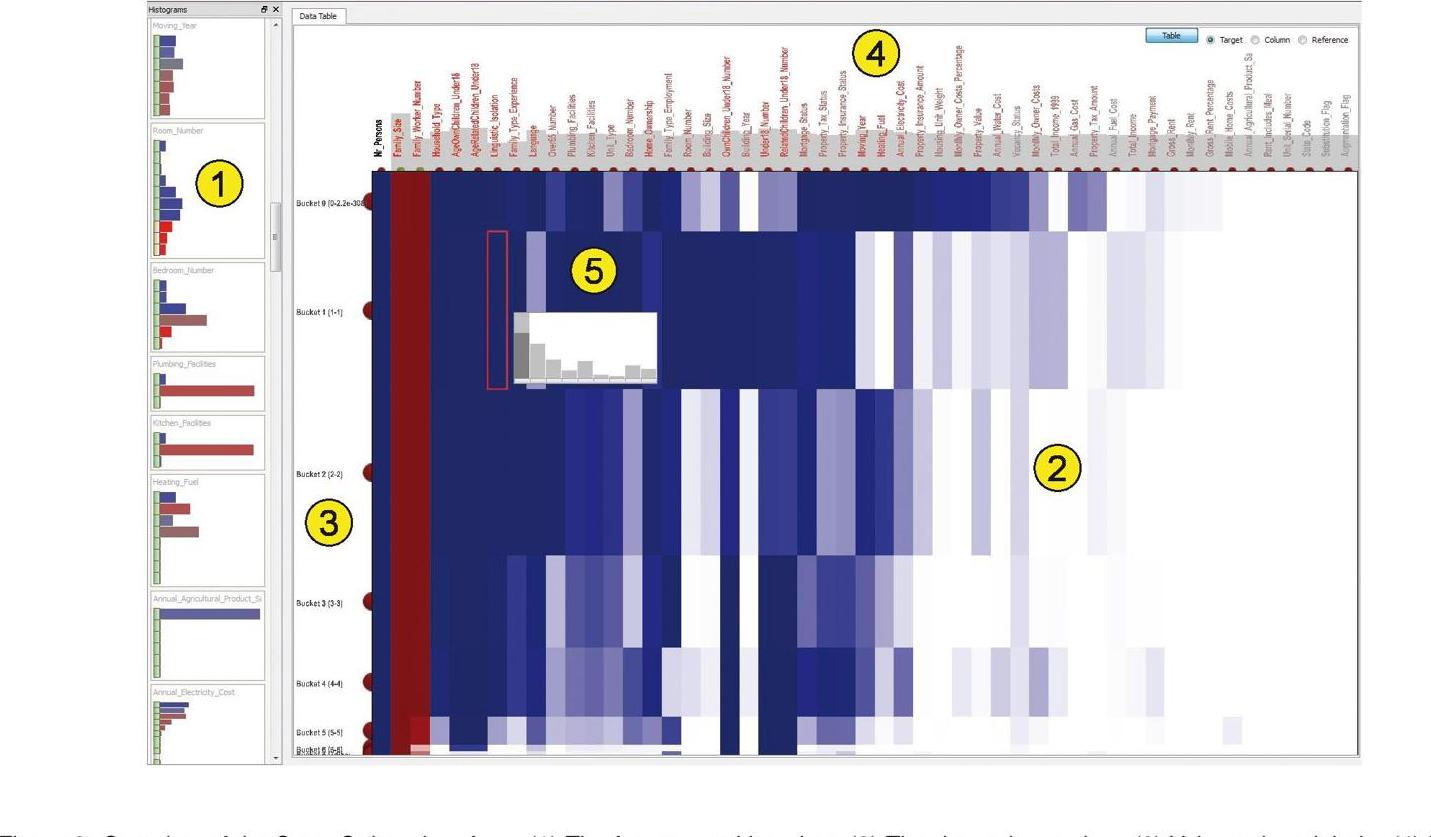 Histograms
Moving_Year
Room_Number
1
Bedroom_Number
Plumbing_Facilities
Kitchen_Facilities
Heating_Fuel
Annual_Agricultural_Product_Sa
Annual_Electricity_Cost
Data Table
Table
Target
Column
Reference
4
Nr_Persons
Family_Size
Family_Worker_Number
Household_Type
AgeOwnChildren_Under18
AgeRelatedChildren_Under18
Linguistic_Isolation
Family_Type_Experience
Language
Over65_Number
Plumbing_Facilities
Kitchen_Facilities
Unit_Type
Bedroom_Number
Home_Ownership
Family_Type_Employment
Room_Number
Building_Size
OwnChildren_Under18_Number
Under18_Number
RelatedChildren_Under18_Number
Mortgage_Status
Property_Tax_Status
Property_Insurance_Status
Moving_Year
Heating_Fuel
Annual_Electricity_Cost
Property_Insurance_Amount
Housing_Unit_Weight
Monthly_Owner_Costs_Percentage
Property_Value
Annual_Water_Cost
Vacancy_Status
Monthly_Owner_Costs
Total_Income_1999
Annual_Gas_Cost
Property_Tax_Amount
Annual_Fuel_Cost
Total_Income
Mortgage_Payment
Gross_Rent
Monthly_Rent
Gross_Rent_Percentage
Mobile_Home_Costs
Annual_Agricultural_Product_Sa
Rent_Includes_Meal
Unit_Serial_Number
State_Code
Substitution_Flag
Augmentation_Flag
Bucket 0 [0-2.2e-308
5
Bucket 1 (1-1]
Bucket 2 (2-2]
2
3
Bucket 3 (3-3]
Bucket 4 (4-4]
Bucket 5 (5-5]
Bucket 6 (6-6]